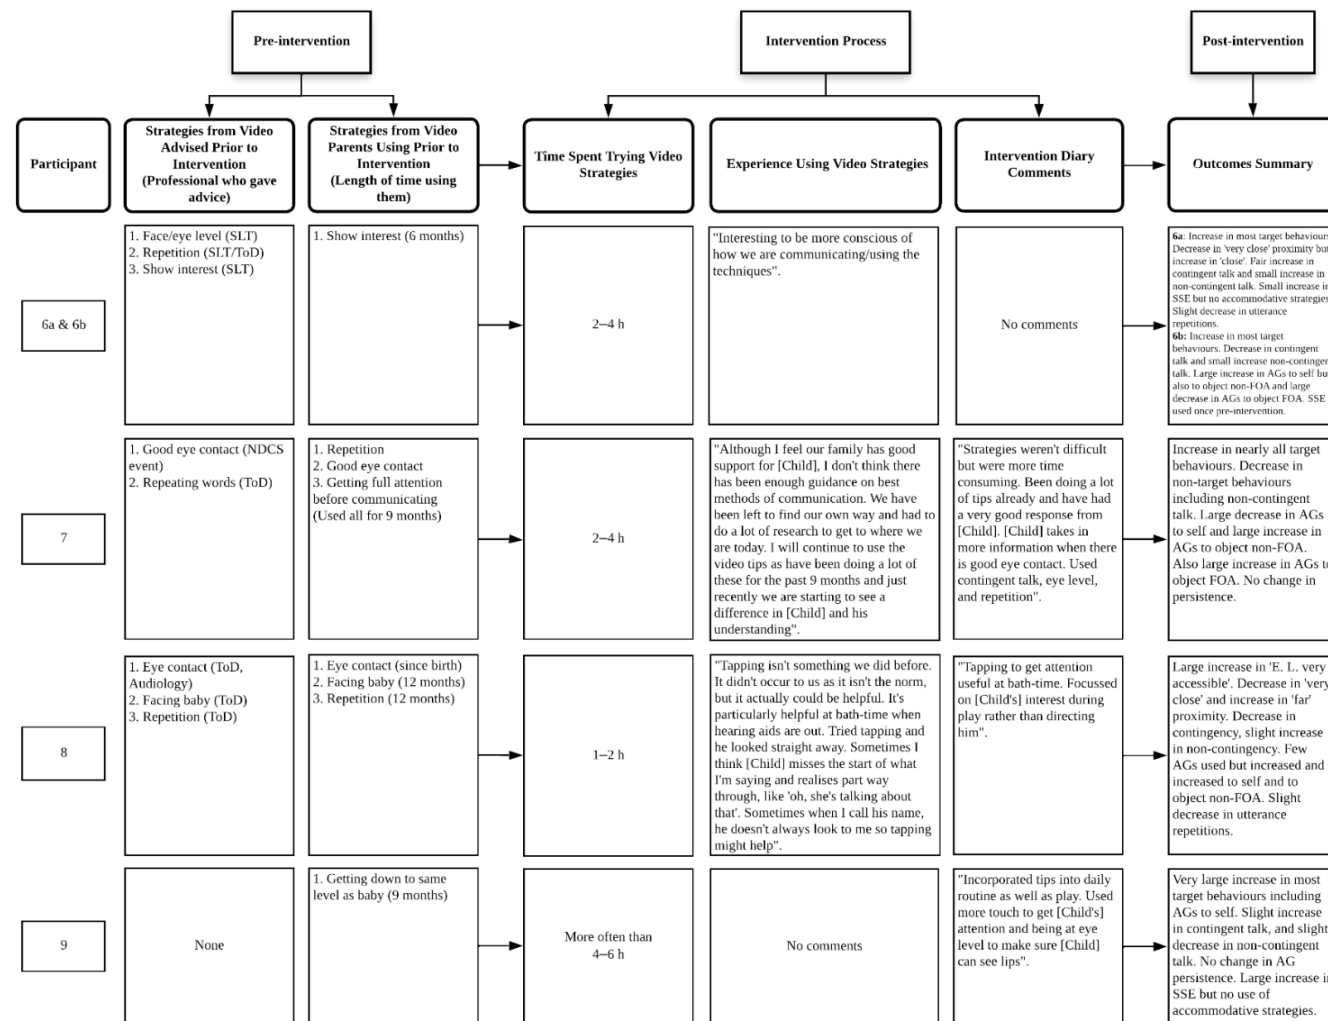 Pre-intervention
Intervention Process
Post-intervention
Participant
Strategies from Video
Advised Prior to
Intervention
(Professional who gave
advice)
Strategies from Video
Parents Using Prior to
Intervention
(Length of time using
them)
Time Spent Trying Video
Strategies
Experience Using Video Strategies
Intervention Diary
Comments
Outcomes Summary
6a & 6b
1. Face/eye level (SLT)
2. Repetition (SLT/ToD)
3. Show interest (SLT)
1. Show interest (6 months)
2–4 h
"Interesting to be more conscious of
how we are communicating/using the
techniques".
No comments
6a: Increase in most target behaviours
Decrease in 'very close' proximity but
increase in 'close'. Fair increase in
contingent talk and small increase in
non-contingent talk. Small increase in
SSE but no accommodative strategies
Slight decrease in utterance
repetitions.
6b: Increase in most target
behaviours. Decrease in contingent
talk and small increase non-contingen
talk. Large increase in AGs to self but
also to object non-FOA and large
decrease in AGs to object FOA. SSE
used once pre-intervention.
7
1. Good eye contact (NDCS
event)
2. Repeating words (ToD)
1. Repetition
2. Good eye contact
3. Getting full attention
before communicating
(Used all for 9 months)
2–4 h
"Although I feel our family has good
support for [Child], I don't think there
has been enough guidance on best
methods of communication. We have
been left to find our own way and had to
do a lot of research to get to where we
are today. I will continue to use the
video tips as have been doing a lot of
these for the past 9 months and just
recently we are starting to see a
difference in [Child] and his
understanding".
"Strategies weren't difficult
but were more time
consuming. Been doing a lot
of tips already and have had
a very good response from
[Child]. [Child] takes in
more information when there
is good eye contact. Used
contingent talk, eye level,
and repetition".
Increase in nearly all target
behaviours. Decrease in
non-target behaviours
including non-contingent
talk. Large decrease in AGs
to self and large increase in
AGs to object non-FOA.
Also large increase in AGs to
object FOA. No change in
persistence.
8
1. Eye contact (ToD,
Audiology)
2. Facing baby (ToD)
3. Repetition (ToD)
1. Eye contact (since birth)
2. Facing baby (12 months)
3. Repetition (12 months)
1–2 h
"Tapping isn't something we did before.
It didn't occur to us as it isn't the norm,
but it actually could be helpful. It's
particularly helpful at bath-time when
hearing aids are out. Tried tapping and
he looked straight away. Sometimes I
think [Child] misses the start of what
I'm saying and realises part way
through, like 'oh, she's talking about
that'. Sometimes when I call his name,
he doesn't always look to me so tapping
might help".
"Tapping to get attention
useful at bath-time. Focussed
on [Child's] interest during
play rather than directing
him".
Large increase in 'E. L. very
accessible'. Decrease in 'very
close' and increase in 'far'
proximity. Decrease in
contingency, slight increase
in non-contingency. Few
AGs used but increased and
increased to self and to
object non-FOA. Slight
decrease in utterance
repetitions.
9
None
1. Getting down to same
level as baby (9 months)
More often than
4–6 h
No comments
"Incorporated tips into daily
routine as well as play. Used
more touch to get [Child's]
attention and being at eye
level to make sure [Child]
can see lips".
Very large increase in most
target behaviours including
AGs to self. Slight increase
in contingent talk, and slight
decrease in non-contingent
talk. No change in AG
persistence. Large increase in
SSE but no use of
accommodative strategies.